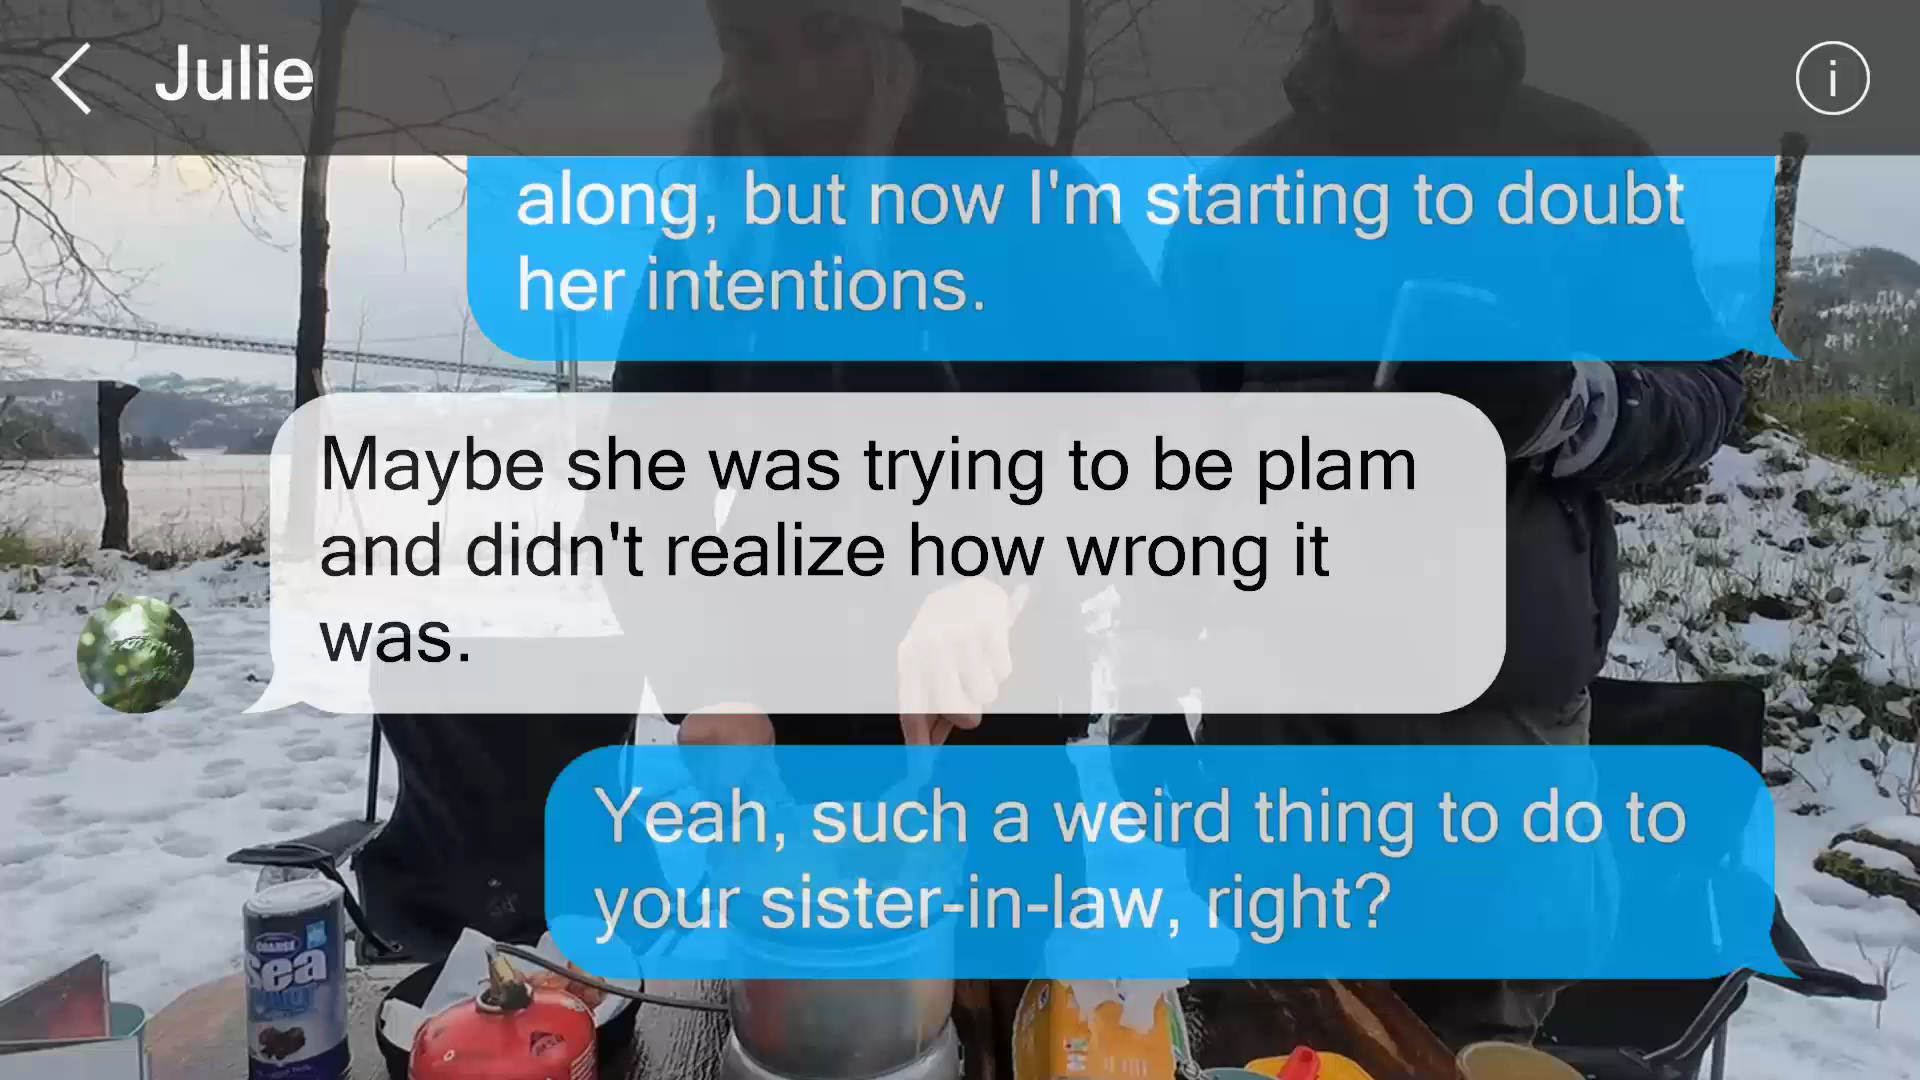 Julie
i
along, but now I'm starting to doubt
her intentions.
Maybe she was trying to be plam
and didn't realize how wrong it
was.
Yeah, such a weird thing to do to
your sister-in-law, right?
COARSE
Sea